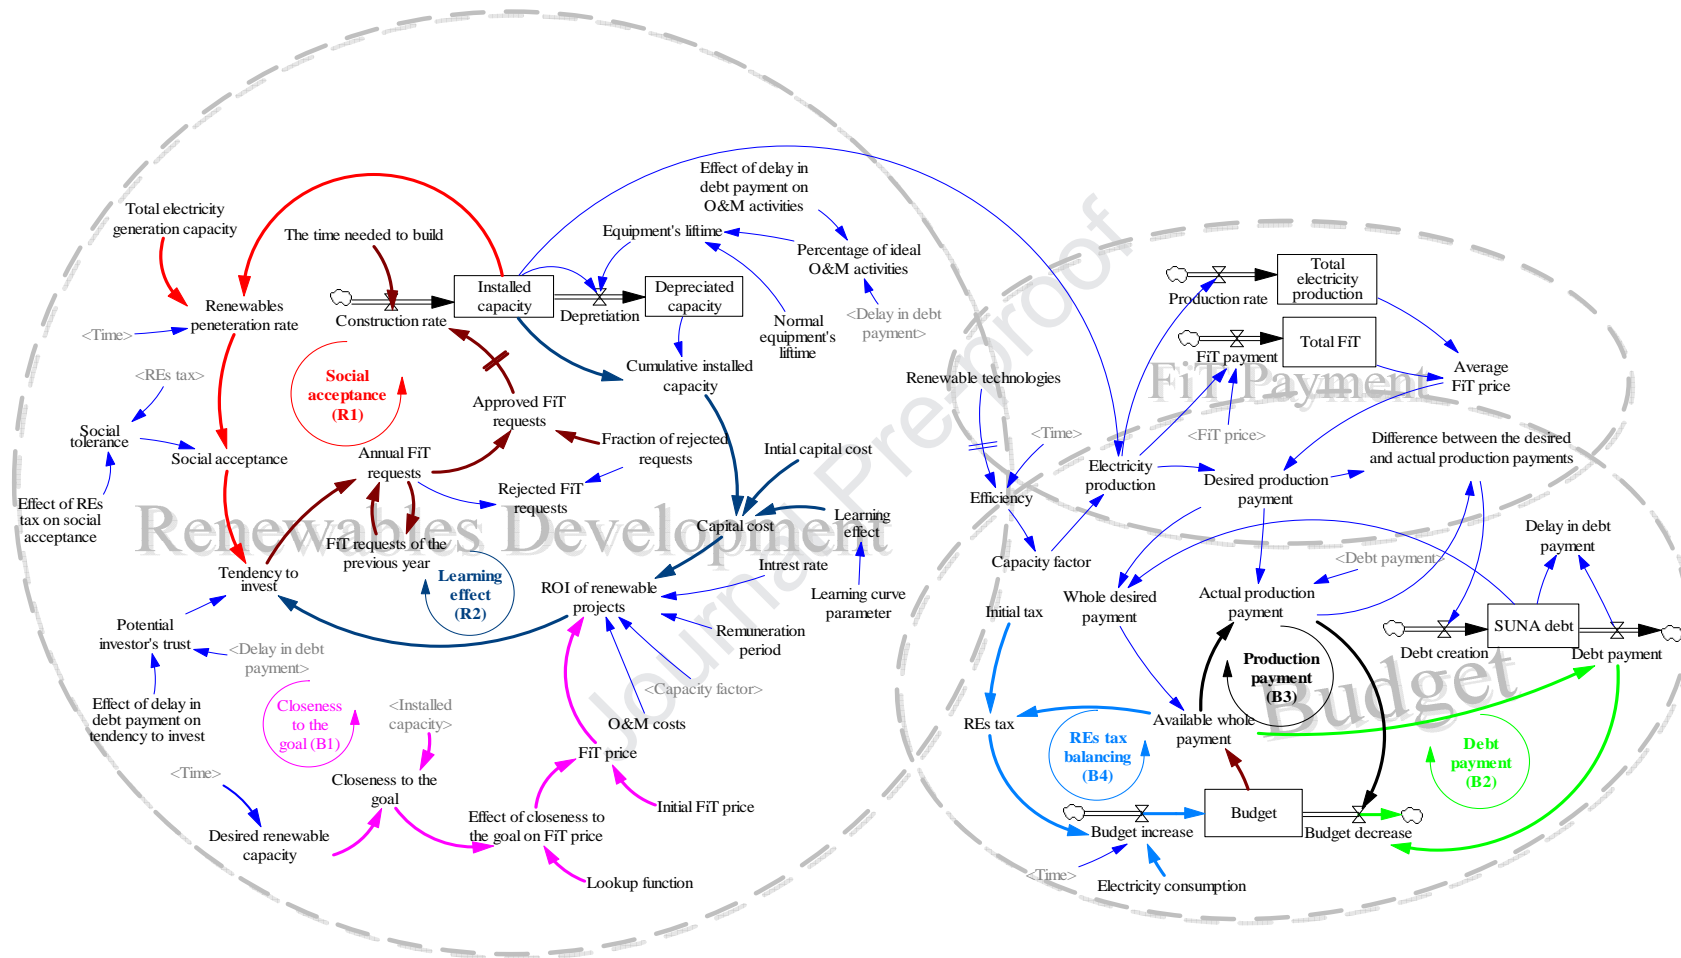 Total electricity
generation capacity
The time needed to build
Renewables
peneteration rate
<Time>
Construction rate
Installed
capacity
Depretiation
Depreciated
capacity
Equipment's liftime
Effect of delay in
debt payment on
O&M activities
Percentage of ideal
O&M activities
<Delay in debt
payment>
Normal
equipment's
liftime
Cumulative installed
capacity
<REs tax>
Social
tolerance
Social acceptance
Effect of REs
tax on social
acceptance
Social
acceptance
(R1)
Approved FiT
requests
Annual FiT
requests
Fraction of rejected
requests
Rejected FiT
requests
FiT requests of the
previous year
Renewables Development
Intial capital cost
Capital cost
Learning
effect
Learning curve
parameter
Intrest rate
Learning
effect
(R2)
Tendency to
invest
ROI of renewable
projects
Remuneration
period
<Capacity factor>
O&M costs
Potential
investor's trust
<Delay in debt
payment>
Effect of delay in
debt payment on
tendency to invest
Closeness
to the
goal (B1)
<Installed
capacity>
<Time>
Closeness to the
goal
Desired renewable
capacity
FiT price
Initial FiT price
Effect of closeness to
the goal on FiT price
Lookup function
Journal Pre-proof
Production rate
Total
electricity
production
FiT payment
Total FiT
Average
FiT price
FiT Payment
<FiT price>
Renewable technologies
<Time>
Efficiency
Electricity
production
Capacity factor
Desired production
payment
Difference between the desired
and actual production payments
Delay in debt
payment
<Debt payment>
Whole desired
payment
Actual production
payment
Initial tax
SUNA debt
Debt creation
Debt payment
Production
payment
(B3)
Budget
REs tax
Available whole
payment
REs tax
balancing
(B4)
Debt
payment
(B2)
Budget increase
Budget
Budget decrease
<Time>
Electricity consumption